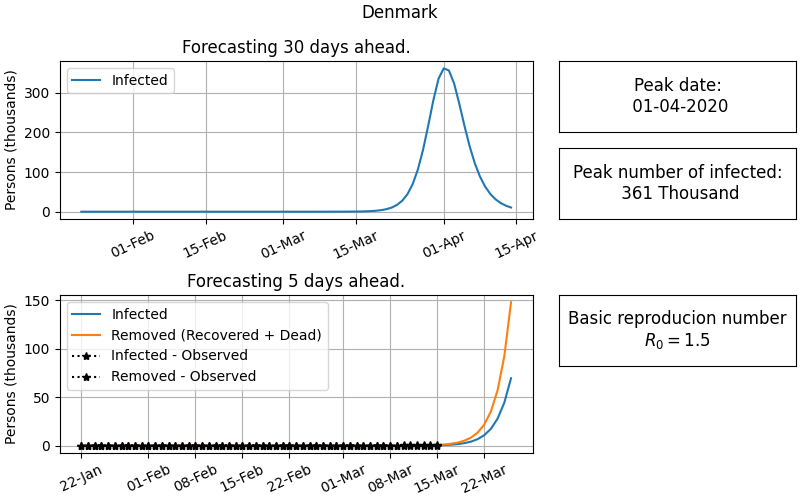 Denmark
Forecasting 30 days ahead.
Persons (thousands)
300
200
100
0
Infected
01-Feb
15-Feb
01-Mar
15-Mar
01-Apr
15-Apr
Peak date:
01-04-2020
Peak number of infected:
361 Thousand
Forecasting 5 days ahead.
Persons (thousands)
150
100
50
0
Infected
Removed (Recovered + Dead)
Infected - Observed
Removed - Observed
22-Jan
01-Feb
08-Feb
15-Feb
22-Feb
01-Mar
08-Mar
15-Mar
22-Mar
Basic reproducion number
R₀ = 1.5